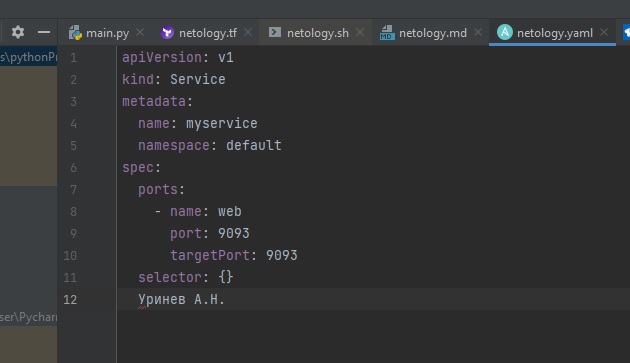 main.py netology.tf netology.sh netology.md netology.yaml
s\pythonPr
1 apiVersion: v1
2 kind: Service
3 metadata:
4 name: myservice
5 namespace: default
6 spec:
7 ports:
8 - name: web
9 port: 9093
10 targetPort: 9093
11 selector: {}
12 Уринев А.Н.
ser\Pychar